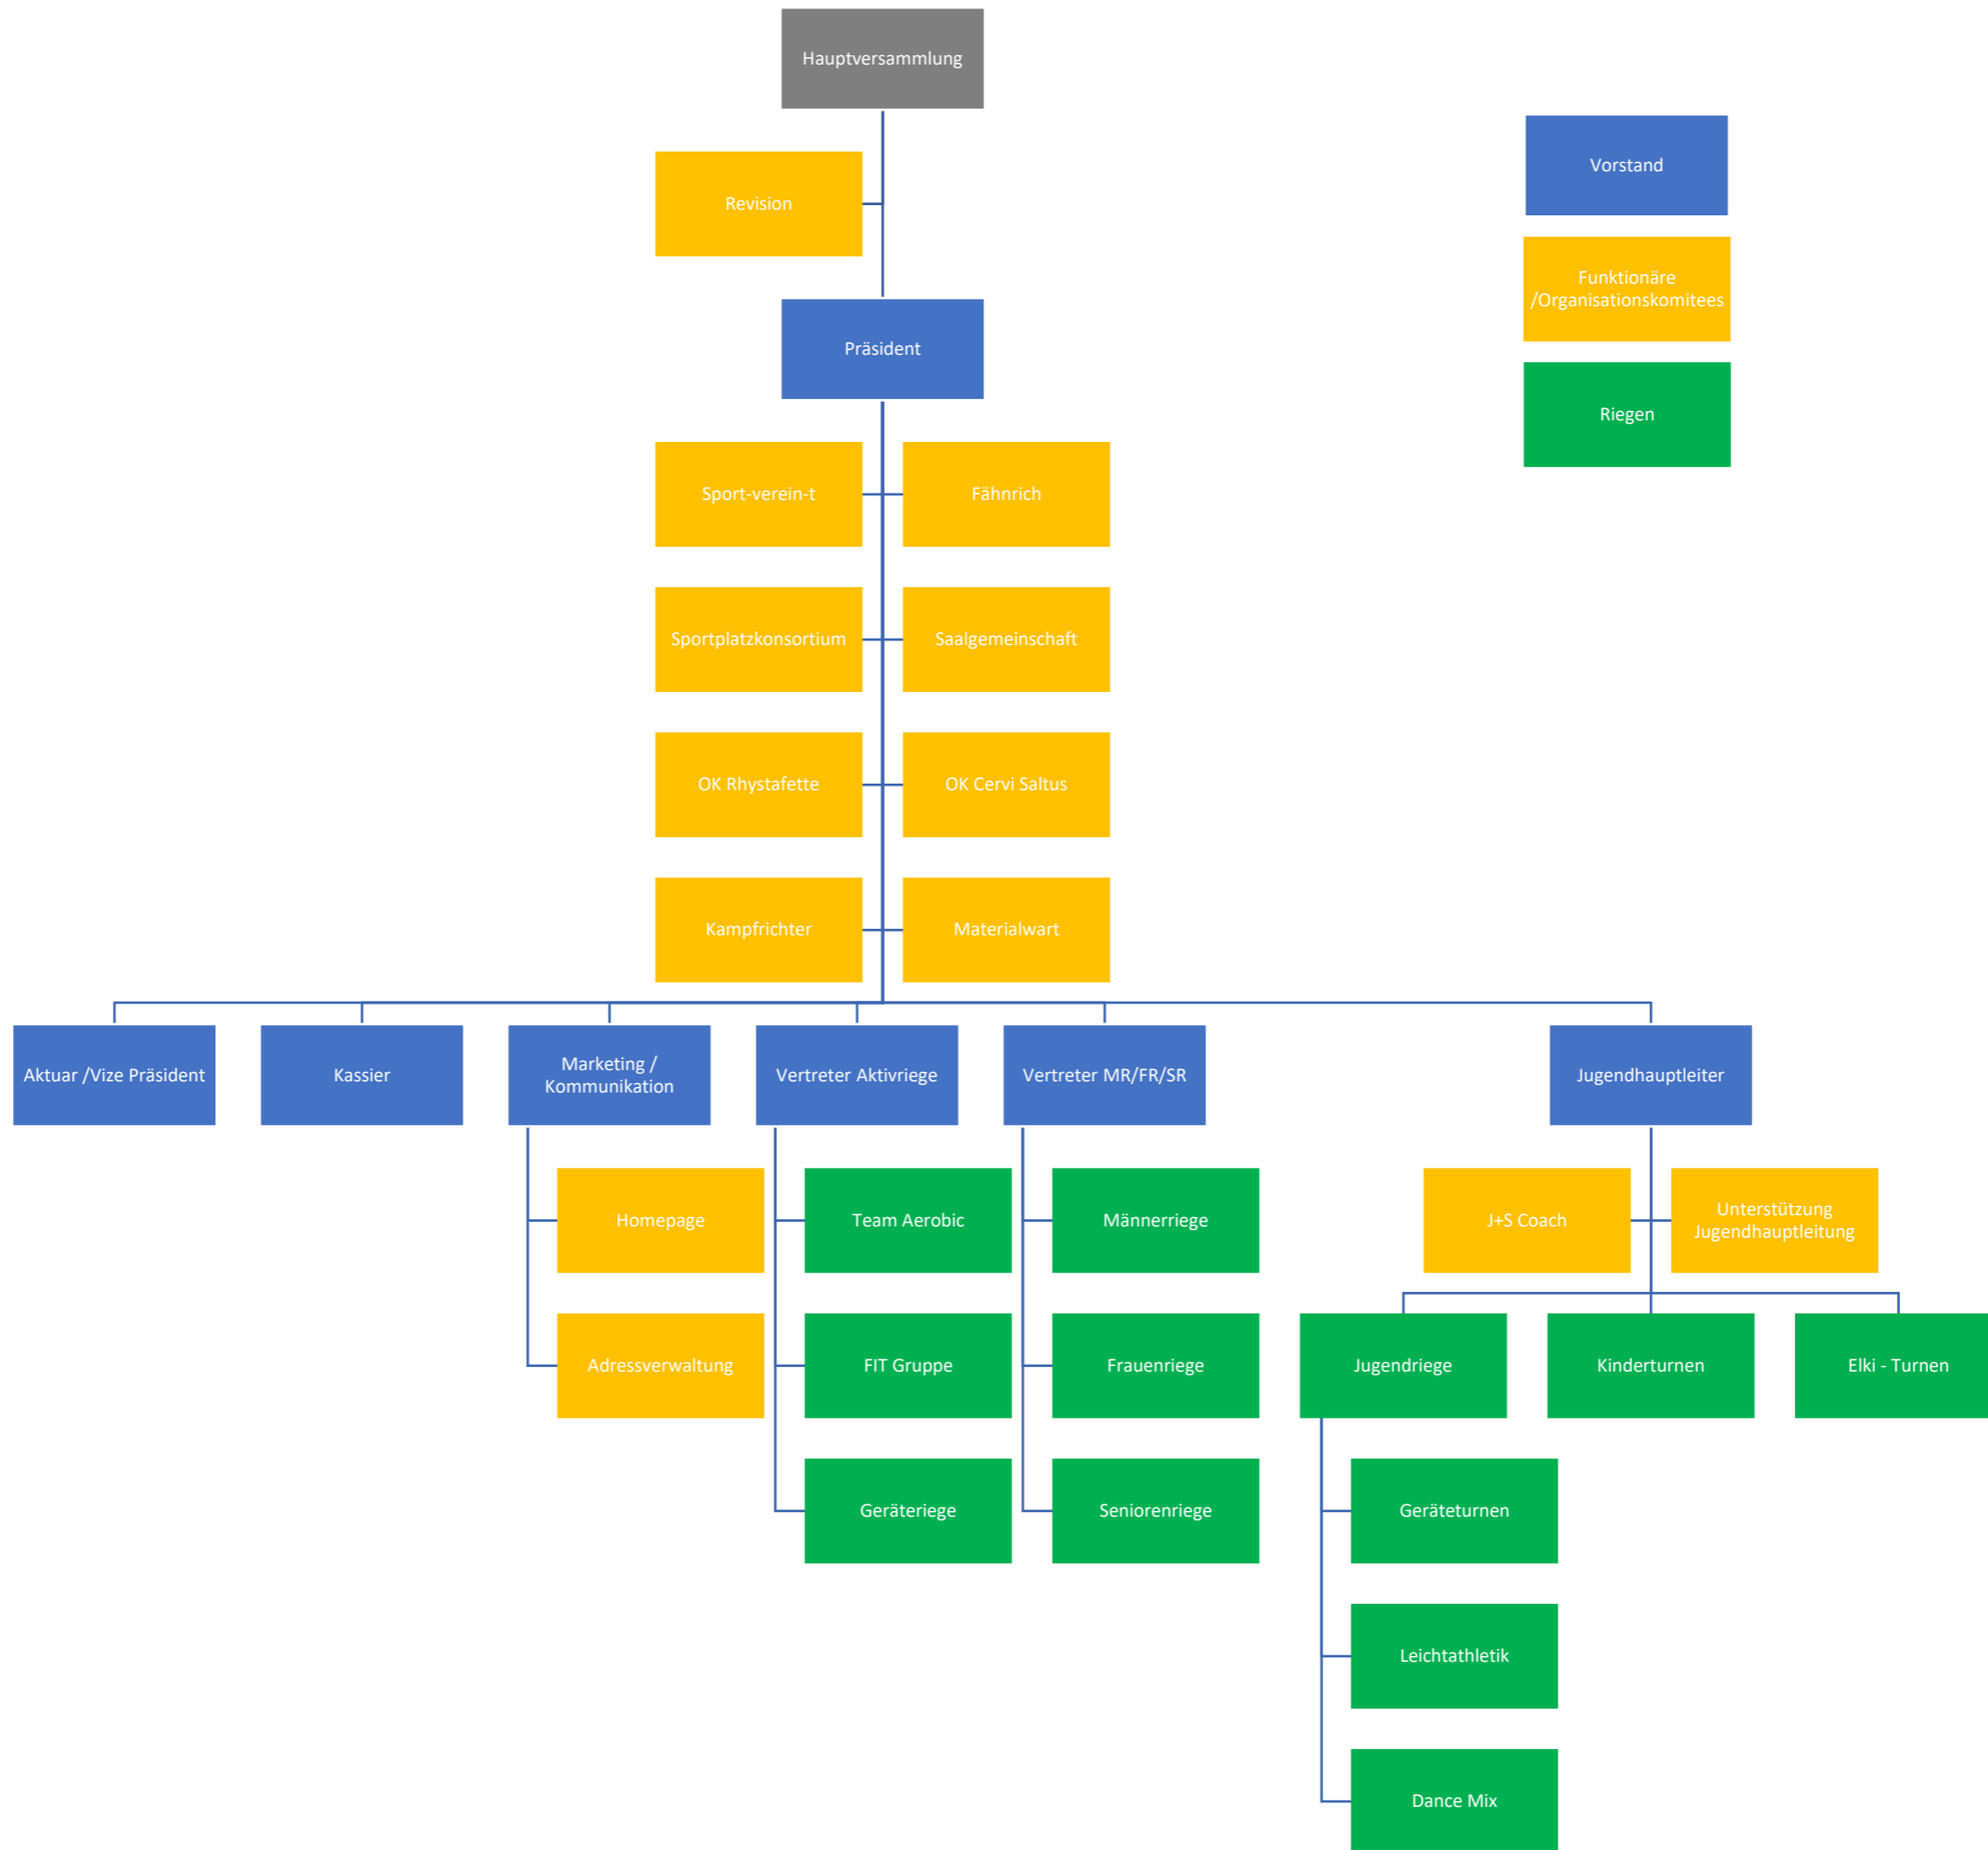 Hauptversammlung
Vorstand
Revision
Funktionäre
/Organisationskomitees
Präsident
Riegen
Sport-verein-t
Fähnrich
Sportplatzkonsortium
Saalgemeinschaft
OK Rhystafette
OK Cervi Saltus
Kampfrichter
Materialwart
Aktuar /Vize Präsident
Kassier
Marketing /
Kommunikation
Vertreter Aktivriege
Vertreter MR/FR/SR
Jugendhauptleiter
Homepage
Team Aerobic
Männerriege
J+S Coach
Unterstützung
Jugendhauptleitung
Adressverwaltung
FIT Gruppe
Frauenriege
Jugendriege
Kinderturnen
Elki - Turnen
Geräteriege
Seniorenriege
Geräteturnen
Leichtathletik
Dance Mix